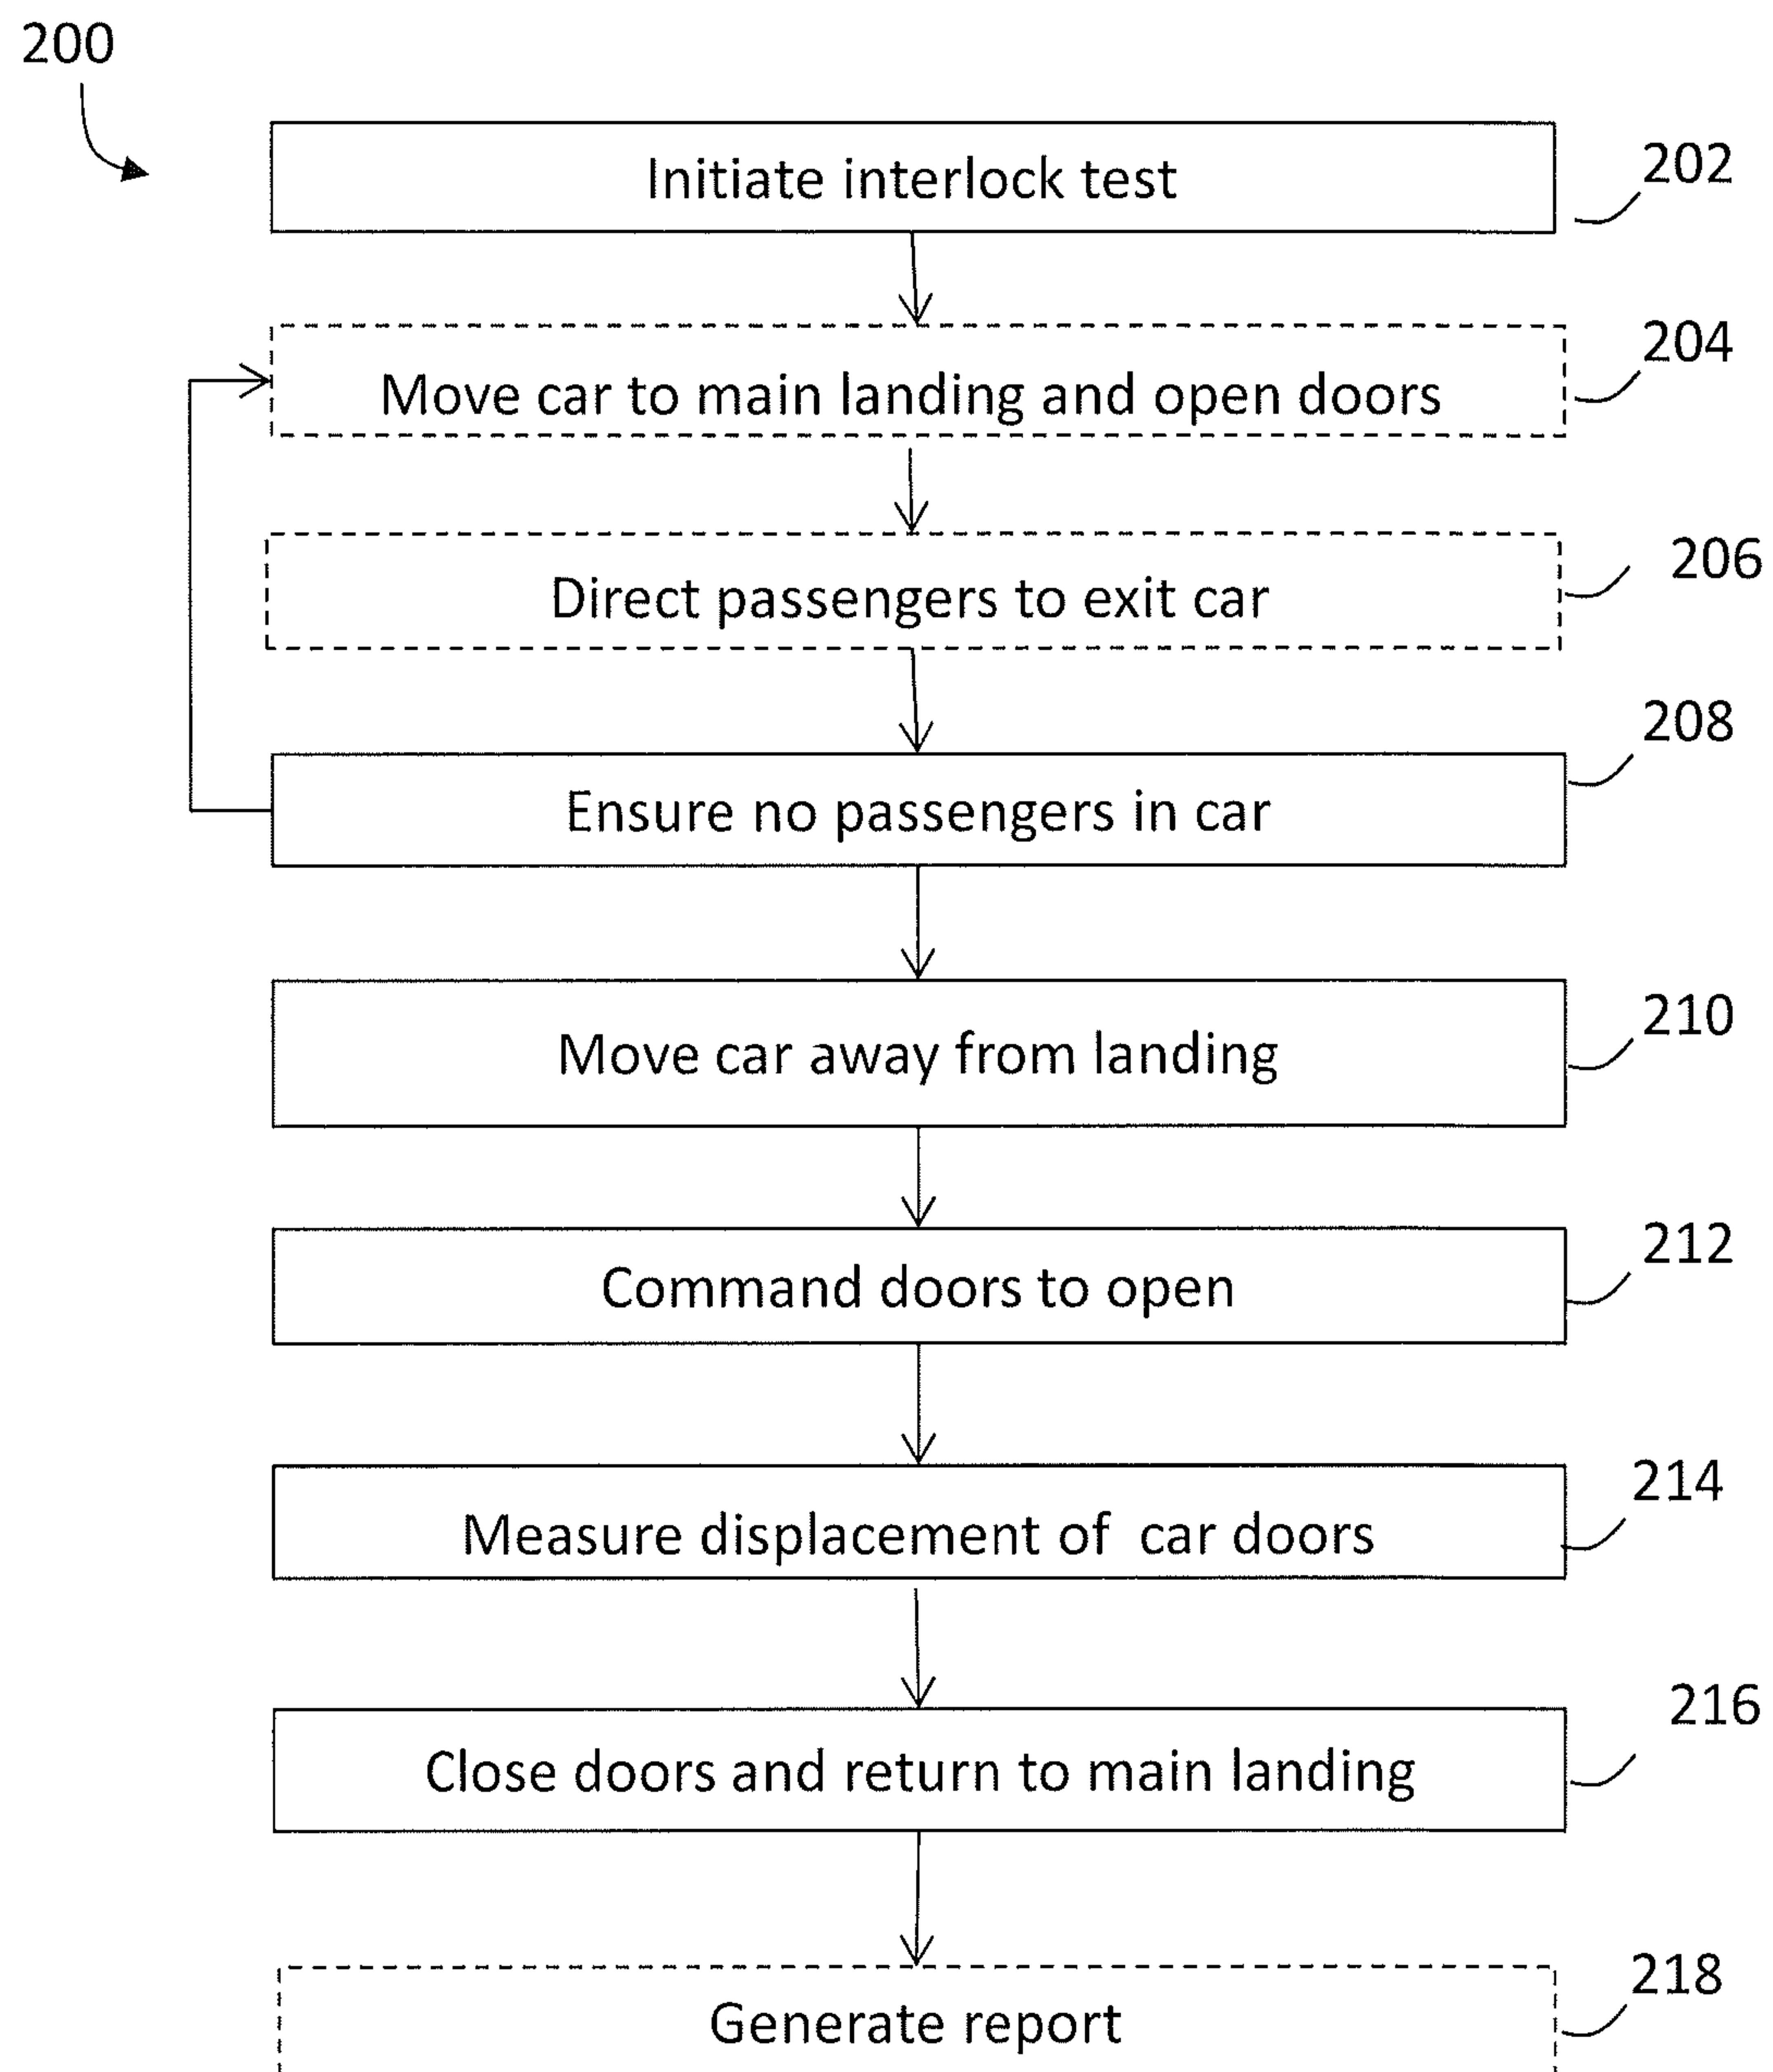 200
Initiate interlock test
202
Move car to main landing and open doors
204
Direct passengers to exit car
206
Ensure no passengers in car
208
Move car away from landing
210
Command doors to open
212
Measure displacement of car doors
214
Close doors and return to main landing
216
Generate report
218